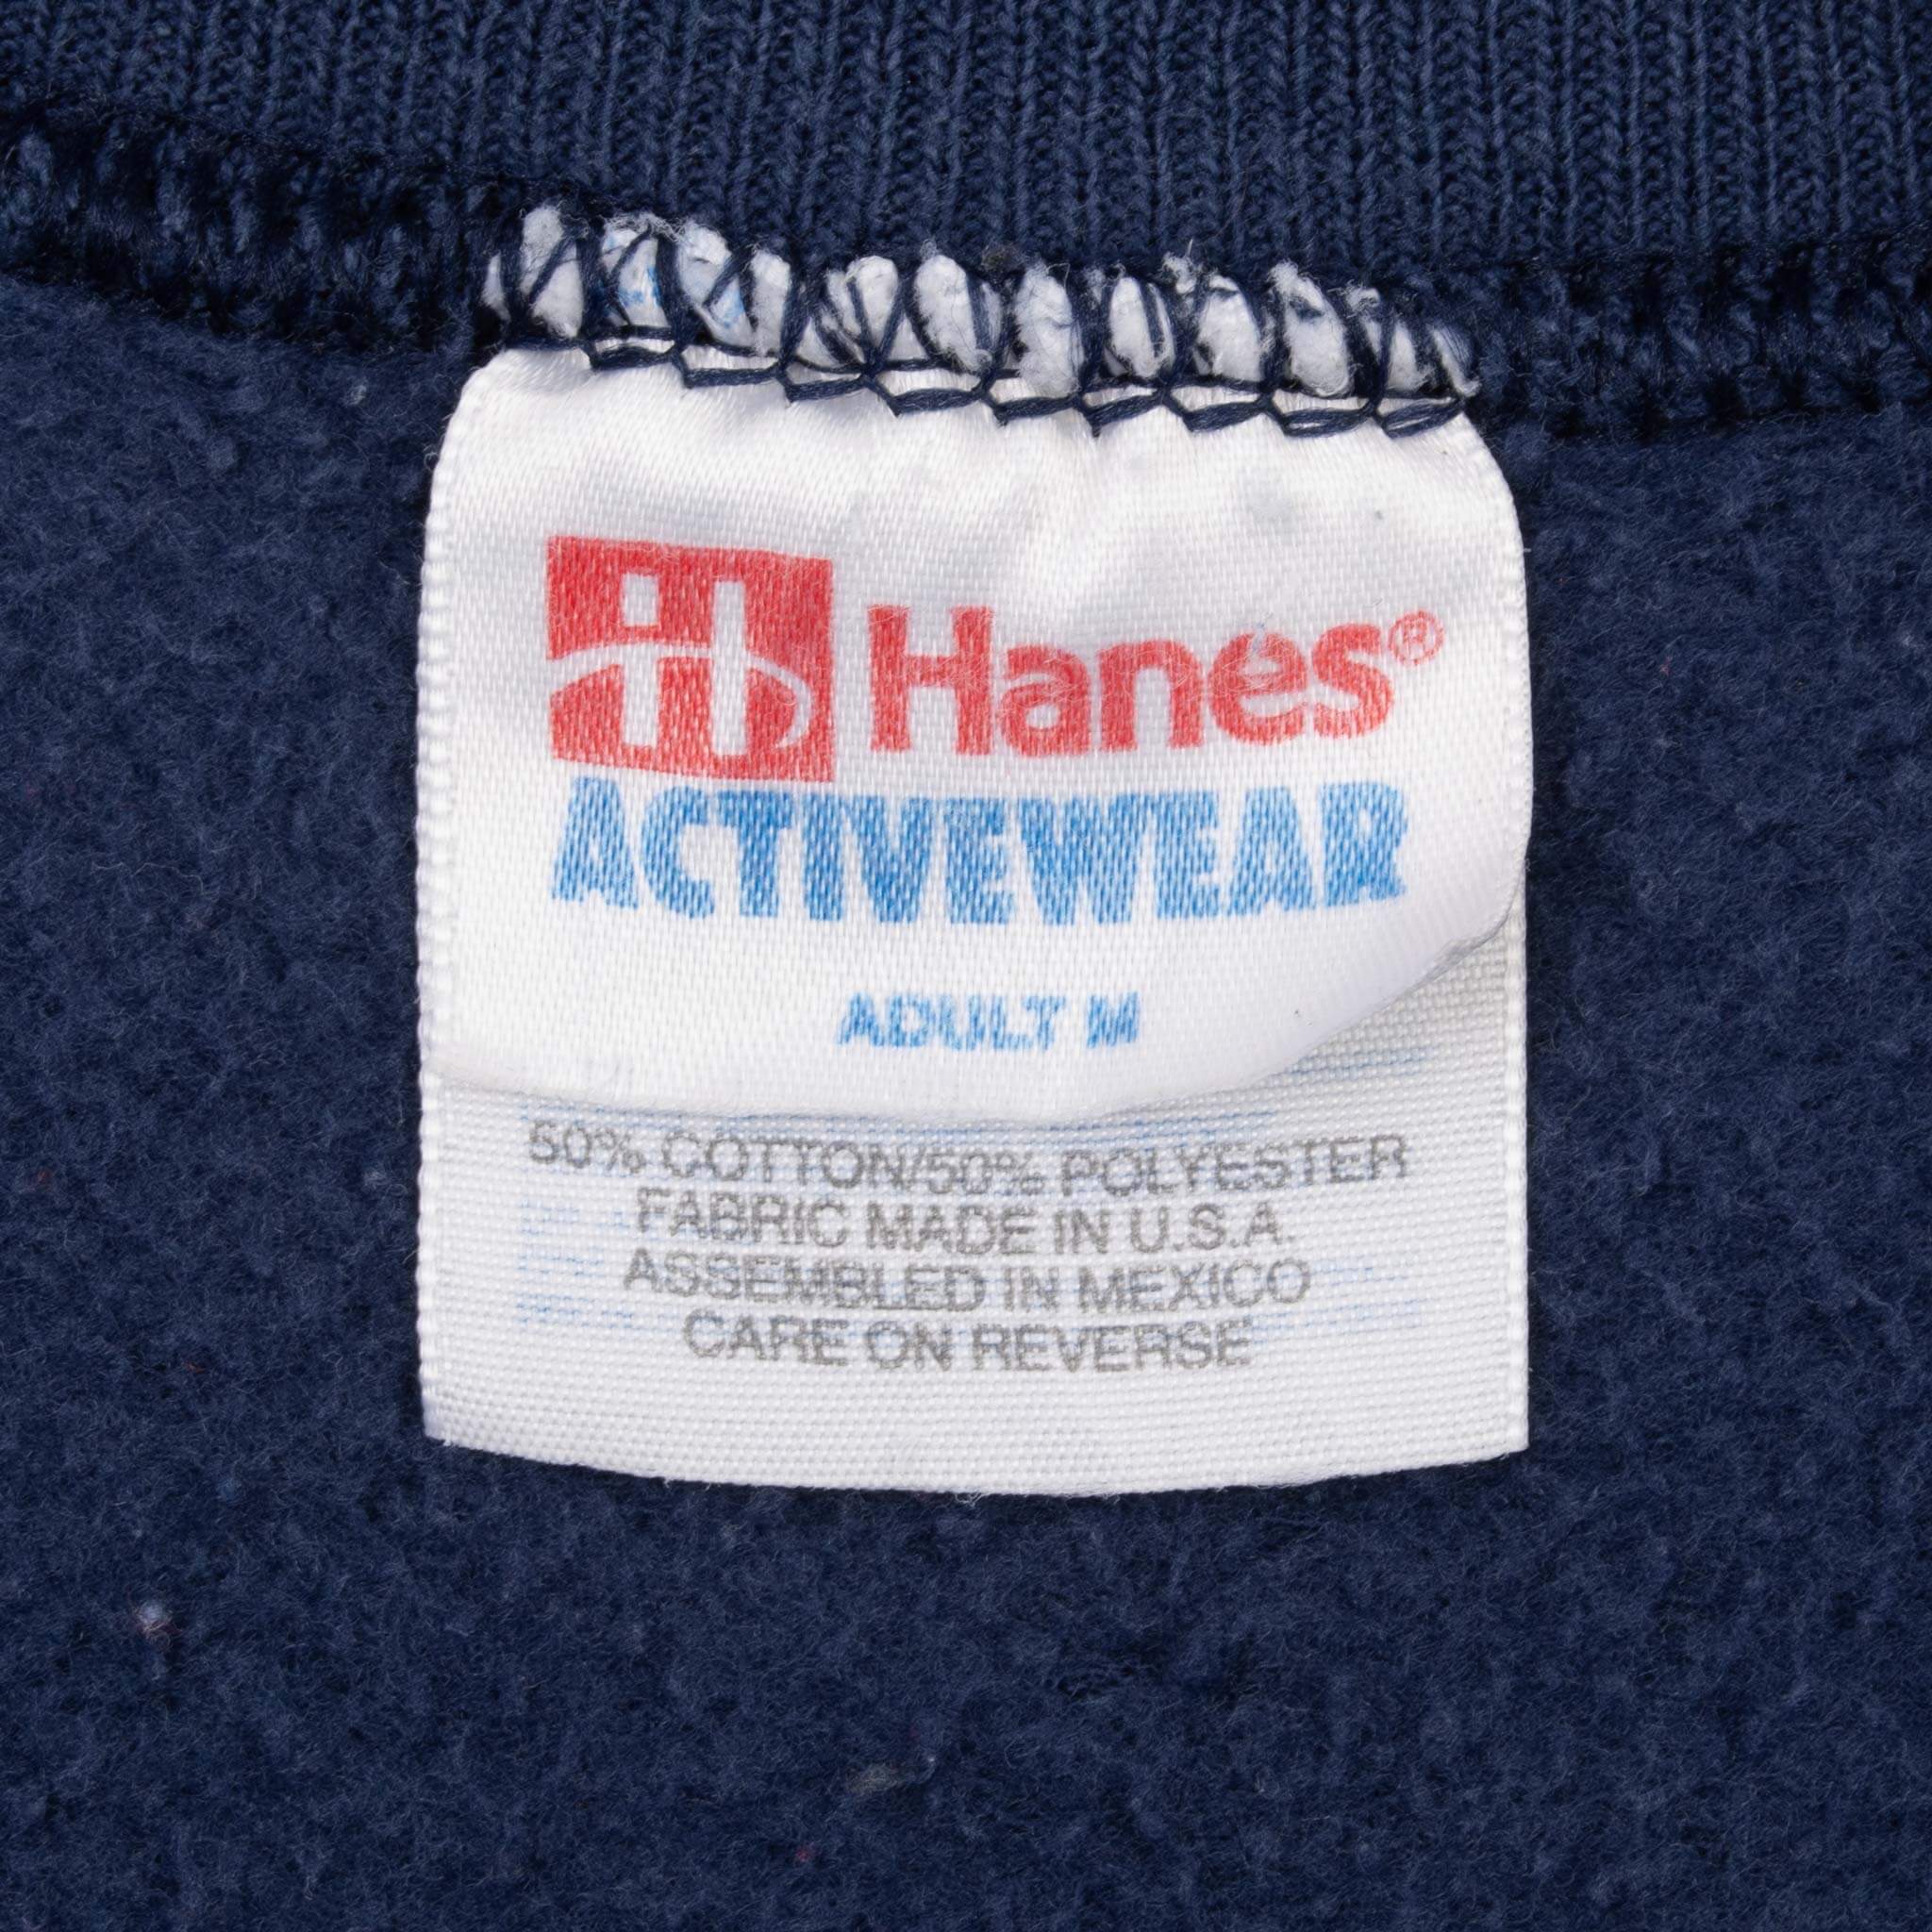 Hanes®
ACTIVEWEAR
ADULT M
50% COTTON/50% POLYESTER
FABRIC MADE IN U.S.A.
ASSEMBLED IN MEXICO
CARE ON REVERSE